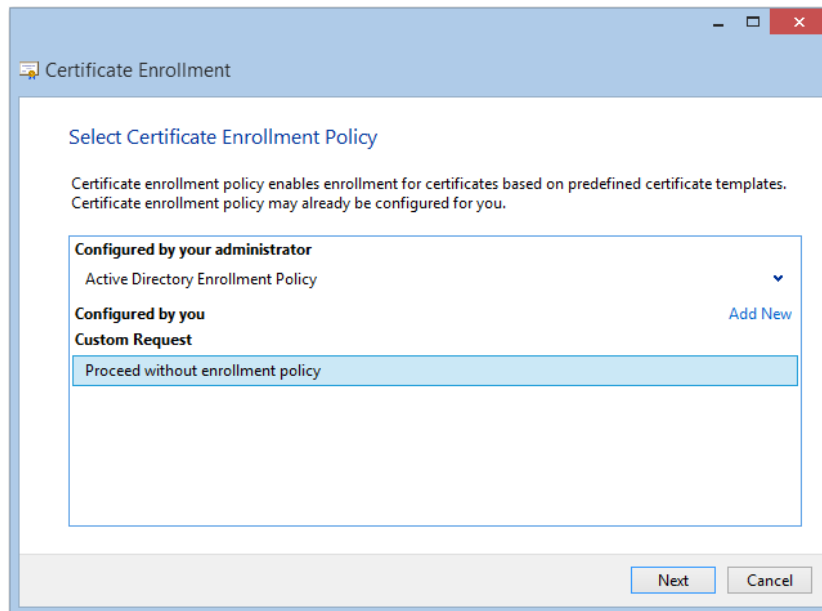 Certificate Enrollment
Select Certificate Enrollment Policy
Certificate enrollment policy enables enrollment for certificates based on predefined certificate templates.
Certificate enrollment policy may already be configured for you.
Configured by your administrator
Active Directory Enrollment Policy
Configured by you Add New
Custom Request
Proceed without enrollment policy
Next Cancel